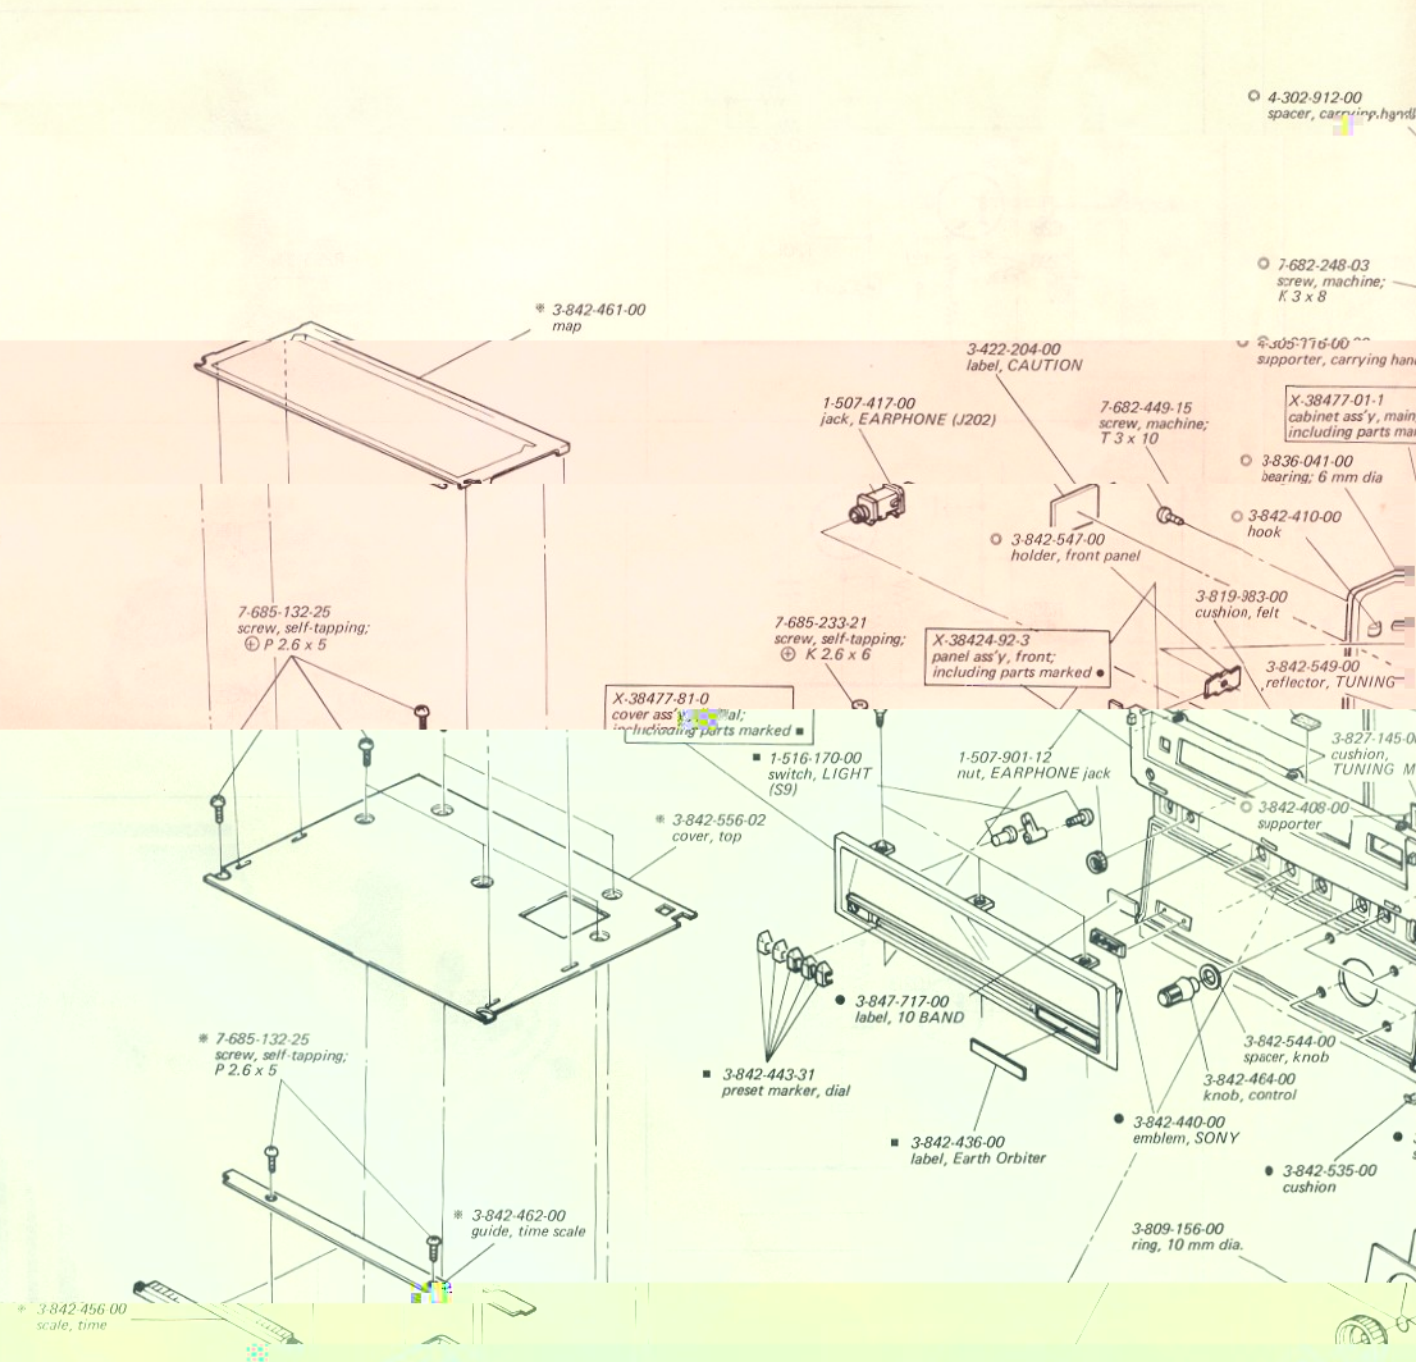 ◎ 4-302-912-00
spacer, carrying
◎ 7-682-248-03
screw, machine;
K 3 x 8
※ 3-842-461-00
map
3-422-204-00
label, CAUTION
supporter, carrying
1-507-417-00
jack, EARPHONE (J202)
7-682-449-15
screw, machine;
T 3 x 10
X-38477-01-1
cabinet ass'y, main
including parts
◎ 3-836-041-00
bearing; 6 mm dia
◎ 3-842-410-00
hook
◎ 3-842-547-00
holder, front panel
3-819-983-00
cushion, felt
7-685-132-25
screw, self-tapping;
⊕ P 2.6 x 5
7-685-233-21
screw, self-tapping;
⊕ K 2.6 x 6
X-38424-92-3
panel ass'y, front;
including parts marked ●
3-842-549-00
reflector, TUNING
X-38477-81-0
cover
parts marked ■
■ 1-516-170-00
switch, LIGHT
(S9)
1-507-901-12
nut, EARPHONE jack
cushion,
TUNING
◎ 3-842-408-00
supporter
※ 3-842-556-02
cover, top
● 3-847-717-00
label, 10 BAND
※ 7-685-132-25
screw, self-tapping;
P 2.6 x 5
■ 3-842-443-31
preset marker, dial
3-842-544-00
spacer, knob
3-842-464-00
knob, control
● 3-842-440-00
emblem, SONY
■ 3-842-436-00
label, Earth Orbiter
● 3-842-535-00
cushion
※ 3-842-462-00
guide, time scale
3-809-156-00
ring, 10 mm dia.
※ 3-842-456-00
scale, time